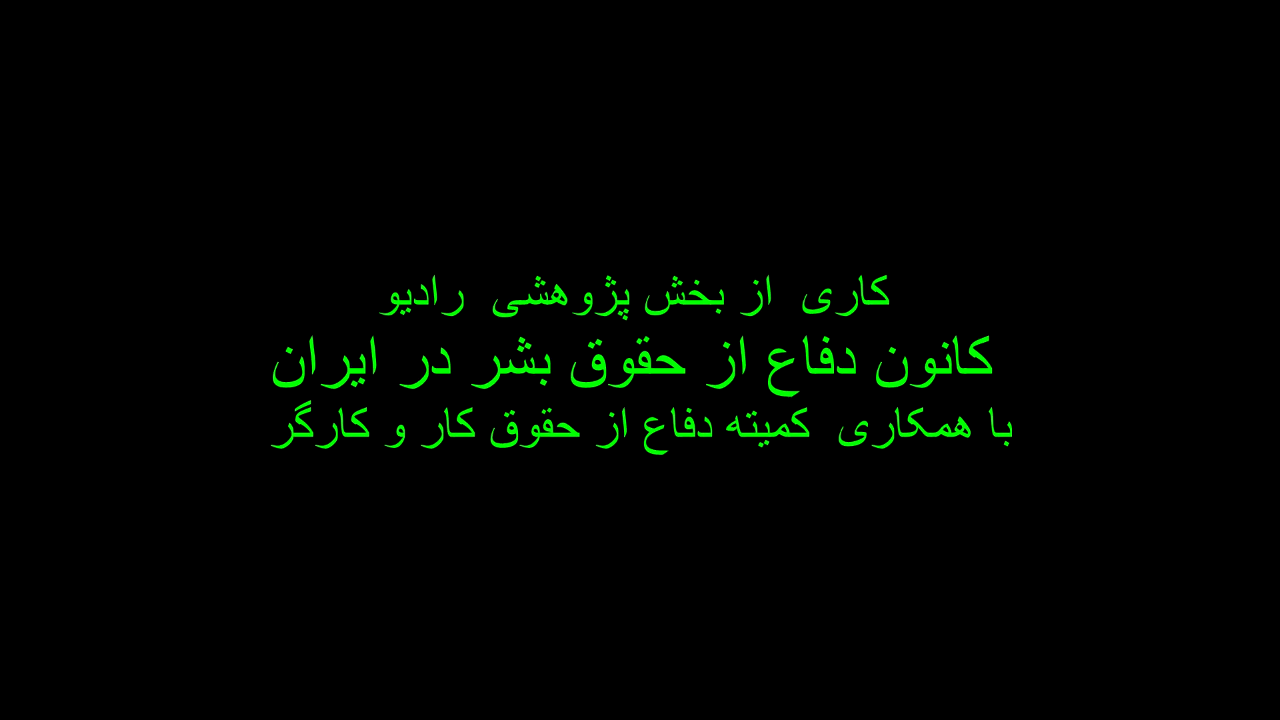 کاری از بخش پژوهشی رادیو
کانون دفاع از حقوق بشر در ایران
با همکاری کمیته دفاع از حقوق کار و کارگر